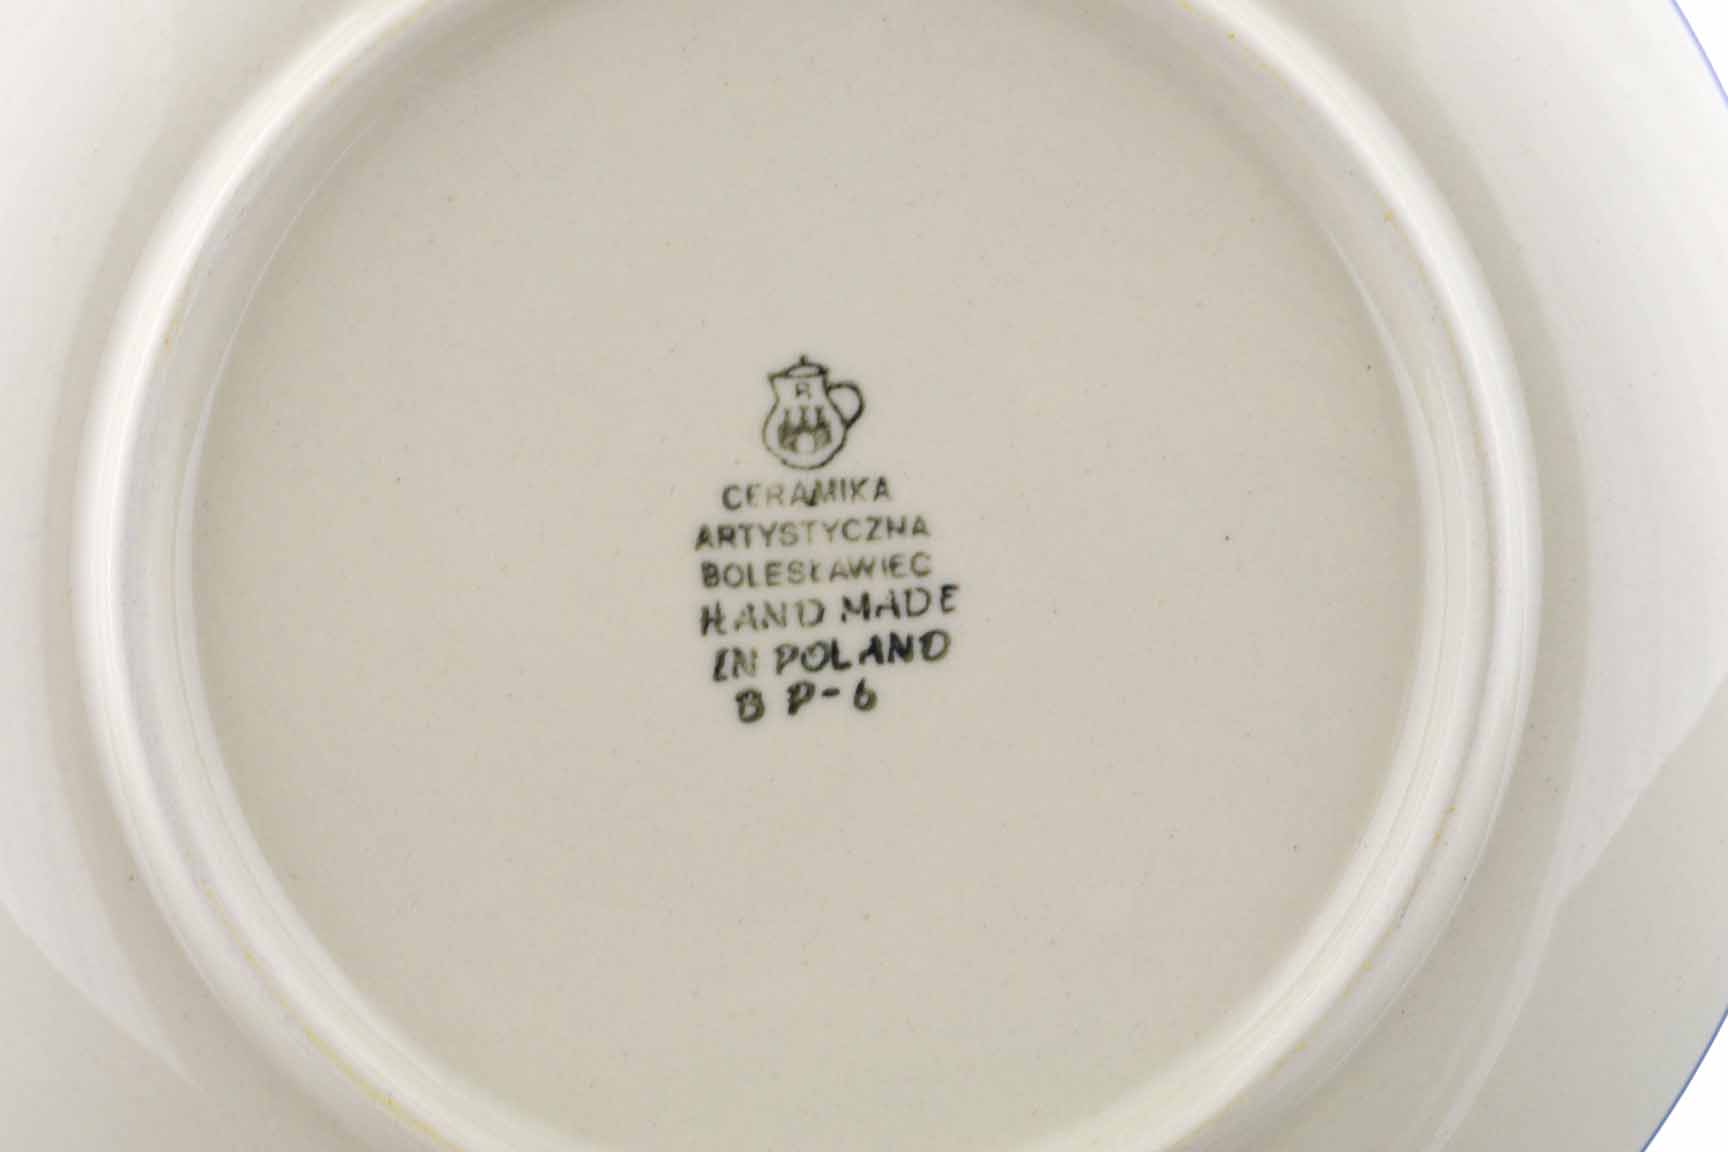 R
CERAMIKA
ARTYSTYCZNA
BOLESŁAWIEC
HAND MADE
IN POLAND
B P-6